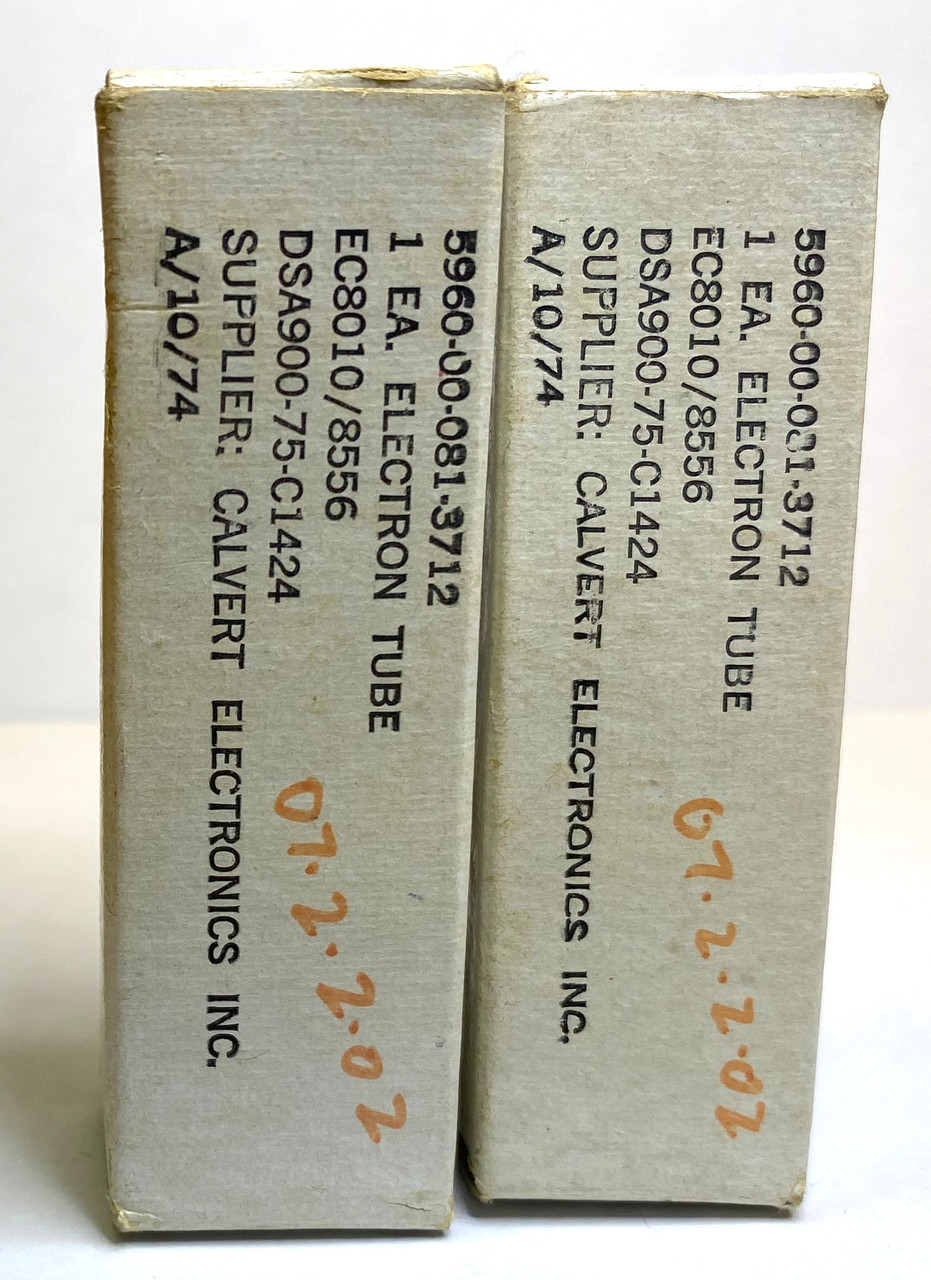 5960-00-081-3712
1 EA. ELECTRON TUBE
EC8010/8556
DSA900-75-C1424
SUPPLIER: CALVERT ELECTRONICS INC.
A/10/74
07.2.2.02
5960-00-081-3712
1 EA. ELECTRON TUBE
EC8010/8556
DSA900-75-C1424
SUPPLIER: CALVERT ELECTRONICS INC.
A/10/74
07.2.2.02